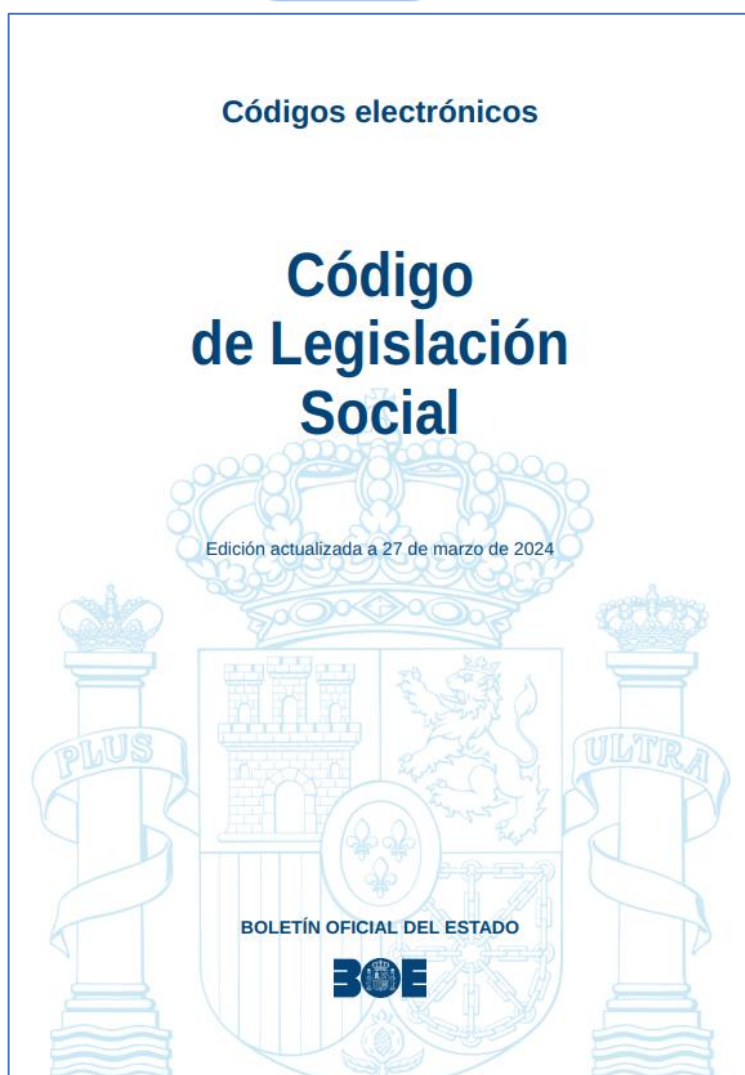 Códigos electrónicos
Código
de Legislación
Social
Edición actualizada a 27 de marzo de 2024
PLUS
ULTRA
BOLETÍN OFICIAL DEL ESTADO
BOE